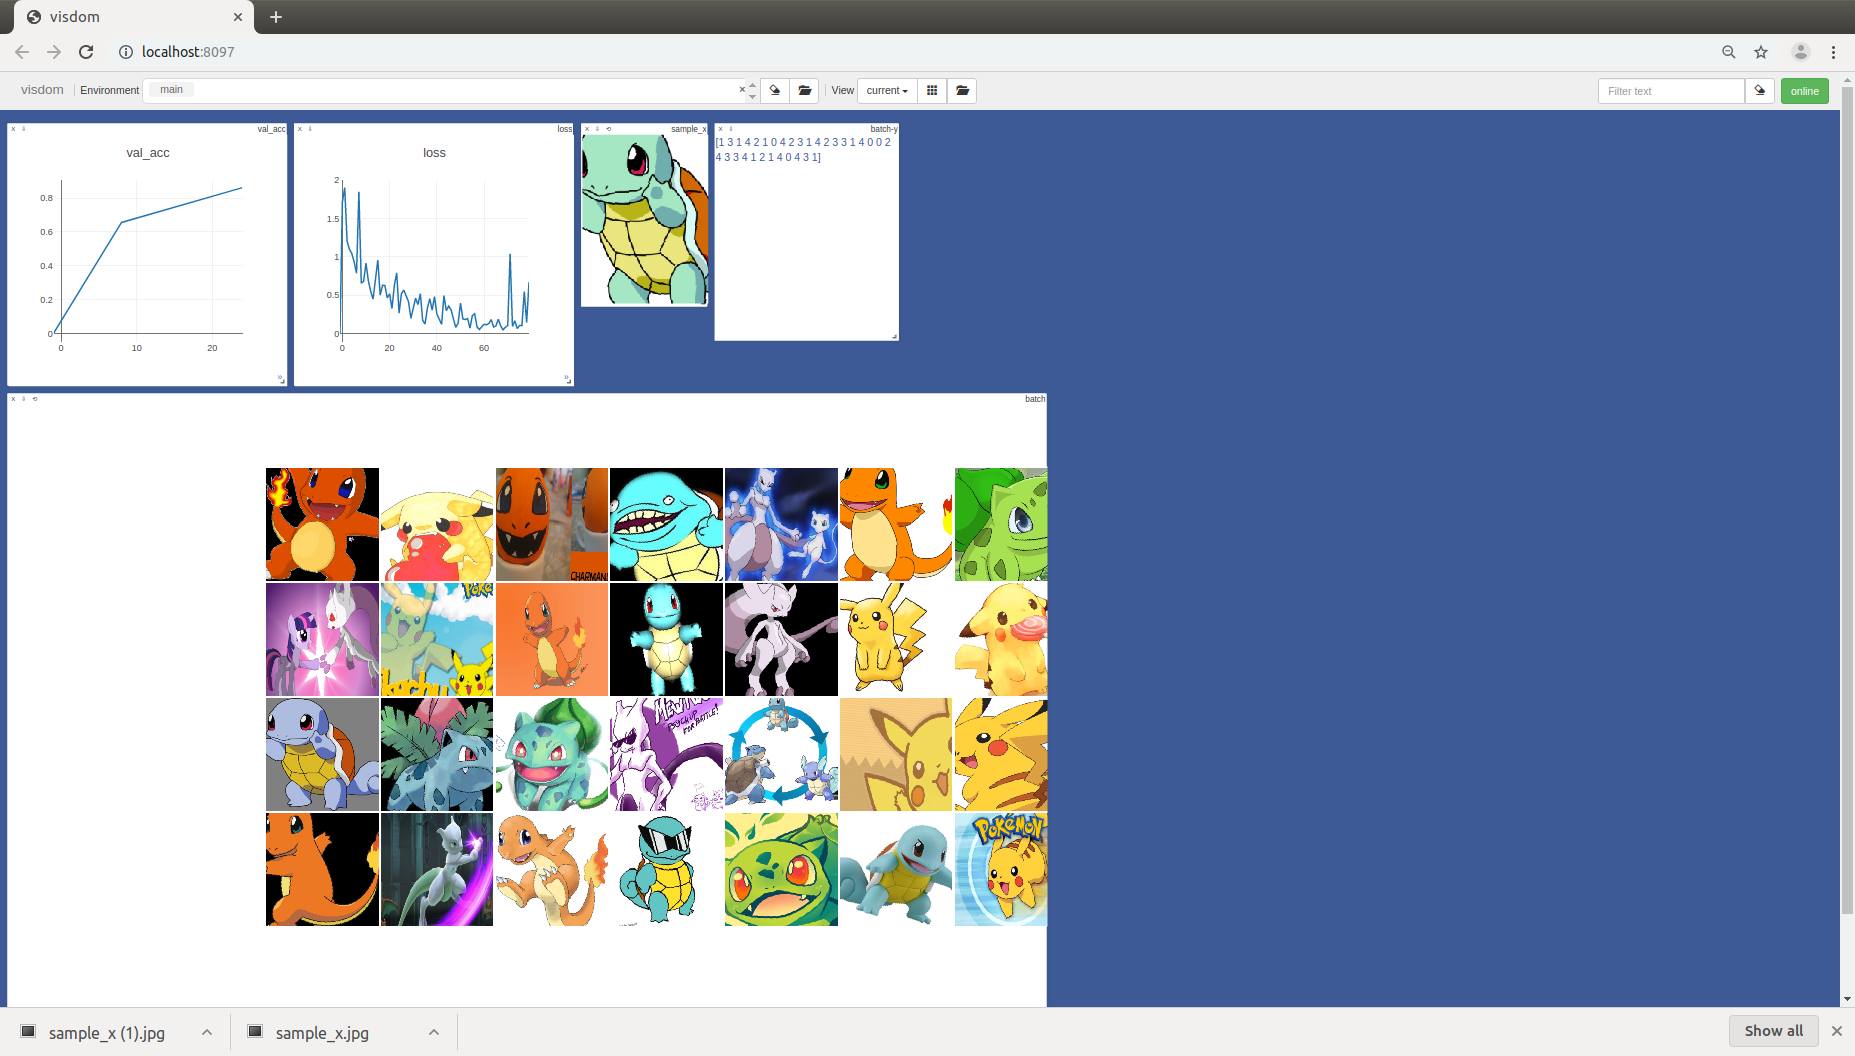 visdom
localhost:8097
visdom Environment main × View current Filter text online
X val_acc
val_acc
0.8
0.6
0.4
0.2
0
0 10 20
X loss
loss
2
1.5
1
0.5
0
0 20 40 60
X sample_x
X batch-y
[1 3 1 4 2 1 0 4 2 3 1 4 2 3 3 1 4 0 0 2
4 3 3 4 1 2 1 4 0 4 3 1]
X batch
CHARMAN
POKé
PSYCH UP
FOR BATTLE!
POKéMON
sample_x (1).jpg
sample_x.jpg
Show all